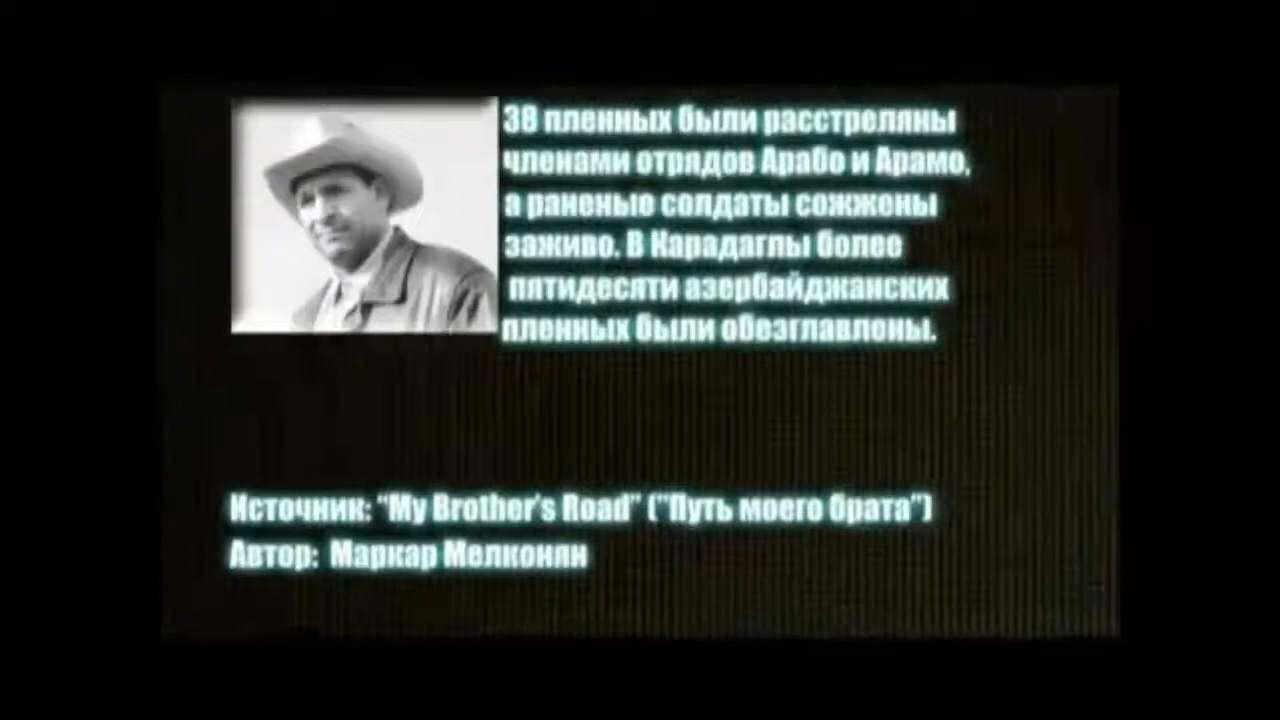 38 пленных были расстреляны
членами отрядов Арабо и Арамо,
а раненые солдаты сожжены
заживо. В Карадаглы более
пятидесяти азербайджанских
пленных были обезглавлены.
Источник: “My Brother's Road” (“Путь моего брата”)
Автор: Маркар Мелконян